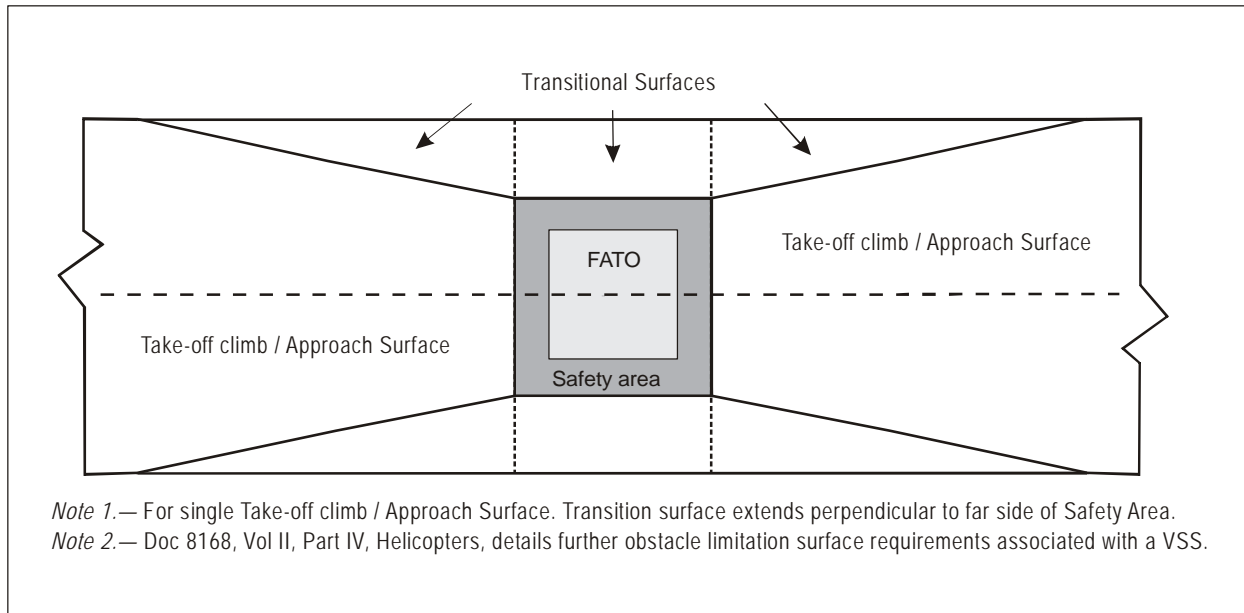 Transitional Surfaces
Take-off climb / Approach Surface
FATO
Take-off climb / Approach Surface
Safety area
Note 1.— For single Take-off climb / Approach Surface. Transition surface extends perpendicular to far side of Safety Area.
Note 2.— Doc 8168, Vol II, Part IV, Helicopters, details further obstacle limitation surface requirements associated with a VSS.